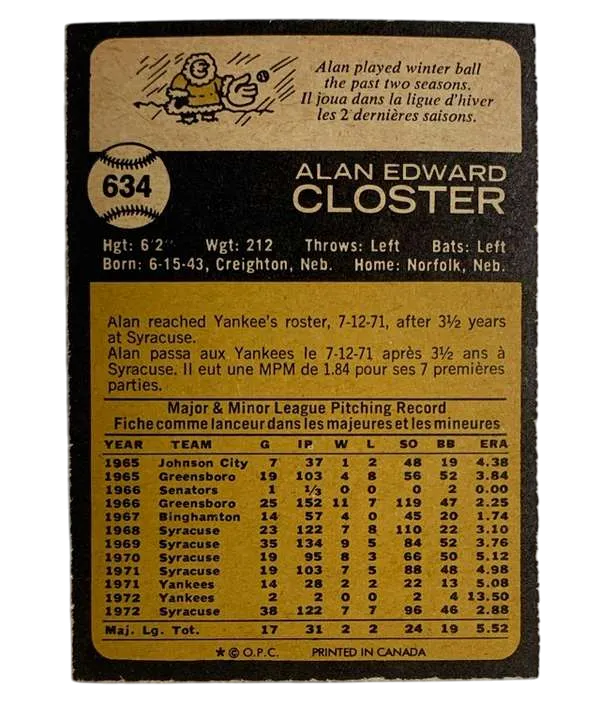 Alan played winter ball
the past two seasons.
Il joua dans la ligue d'hiver
les 2 dernières saisons.
634
ALAN EDWARD
CLOSTER
Hgt: 6'2" Wgt: 212 Throws: Left Bats: Left
Born: 6-15-43, Creighton, Neb. Home: Norfolk, Neb.
Alan reached Yankee's roster, 7-12-71, after 3½ years
at Syracuse.
Alan passa aux Yankees le 7-12-71 après 3½ ans à
Syracuse. Il eut une MPM de 1.84 pour ses 7 premières
parties.
Major & Minor League Pitching Record
Fiche comme lanceur dans les majeures et les mineures
YEAR TEAM G IP W L SO BB ERA
1965 Johnson City 7 37 1 2 48 19 4.38
1965 Greensboro 19 103 4 8 56 52 3.84
1966 Senators 1 ⅓ 0 0 0 2 0.00
1966 Greensboro 25 152 11 7 119 47 2.25
1967 Binghamton 14 57 4 0 45 20 1.74
1968 Syracuse 23 122 7 8 110 22 3.10
1969 Syracuse 35 134 9 5 84 52 3.76
1970 Syracuse 19 95 8 3 66 50 5.12
1971 Syracuse 19 103 7 5 88 48 4.98
1971 Yankees 14 28 2 2 22 13 5.08
1972 Yankees 2 2 0 0 2 4 13.50
1972 Syracuse 38 122 7 7 96 46 2.88
Maj. Lg. Tot. 17 31 2 2 24 19 5.52
★ © O.P.C. PRINTED IN CANADA